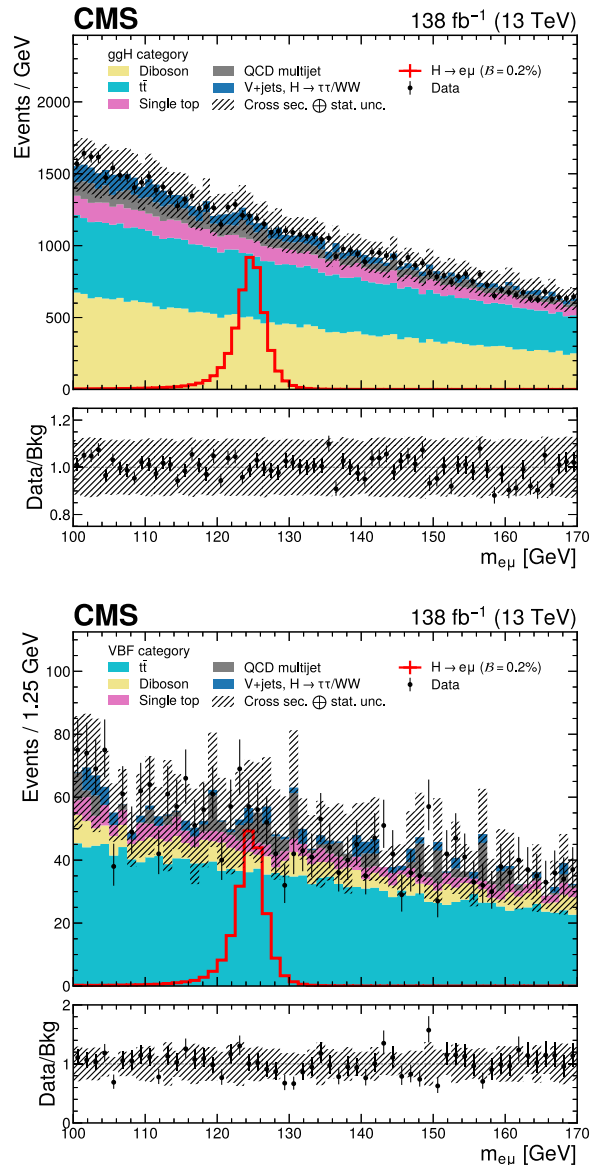 CMS 138 fb⁻¹ (13 TeV)
ggH category
Diboson
tt̄
Single top
QCD multijet
V+jets, H → ττ/WW
Cross sec. ⊕ stat. unc.
H → eμ (ℬ = 0.2%)
Data
Events / GeV
2000
1500
1000
500
0
Data/Bkg
1.2
1.0
0.8
100 110 120 130 140 150 160 170
m_eμ [GeV]
CMS 138 fb⁻¹ (13 TeV)
VBF category
tt̄
Diboson
Single top
QCD multijet
V+jets, H → ττ/WW
Cross sec. ⊕ stat. unc.
H → eμ (ℬ = 0.2%)
Data
Events / 1.25 GeV
100
80
60
40
20
0
Data/Bkg
2
1
0
100 110 120 130 140 150 160 170
m_eμ [GeV]